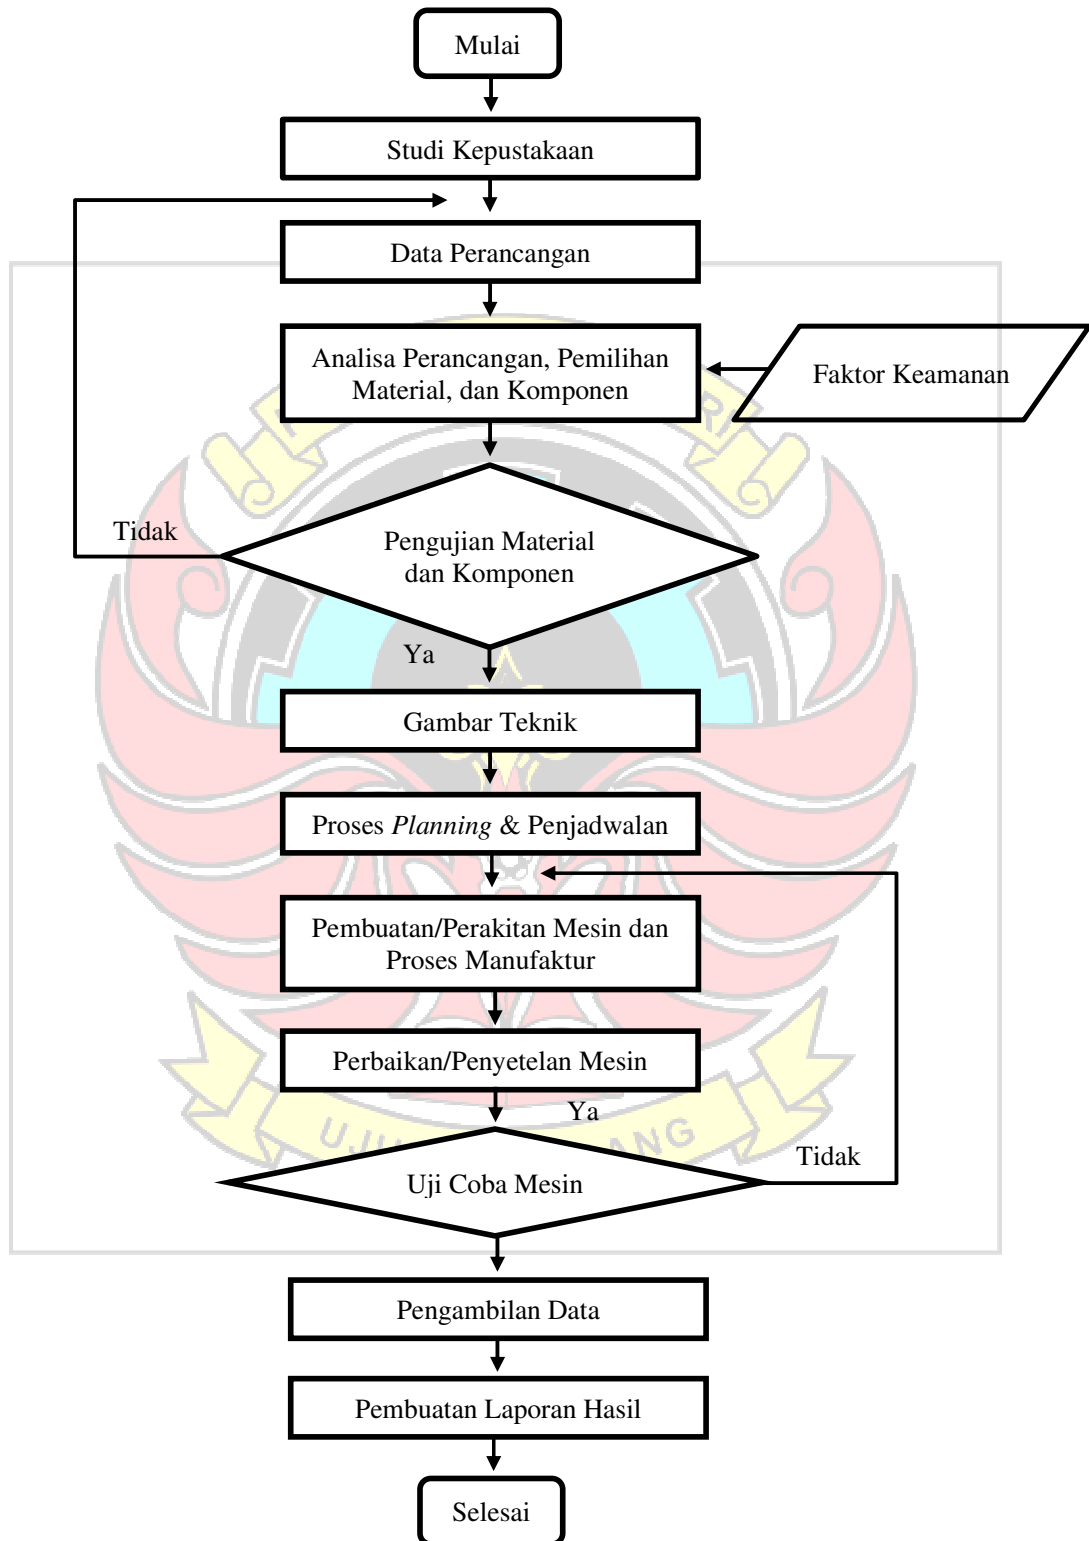 Mulai
Studi Kepustakaan
Data Perancangan
Analisa Perancangan, Pemilihan
Material, dan Komponen
Faktor Keamanan
Tidak
Pengujian Material
dan Komponen
Ya
Gambar Teknik
Proses Planning & Penjadwalan
Pembuatan/Perakitan Mesin dan
Proses Manufaktur
Perbaikan/Penyetelan Mesin
Ya
Tidak
Uji Coba Mesin
Pengambilan Data
Pembuatan Laporan Hasil
Selesai